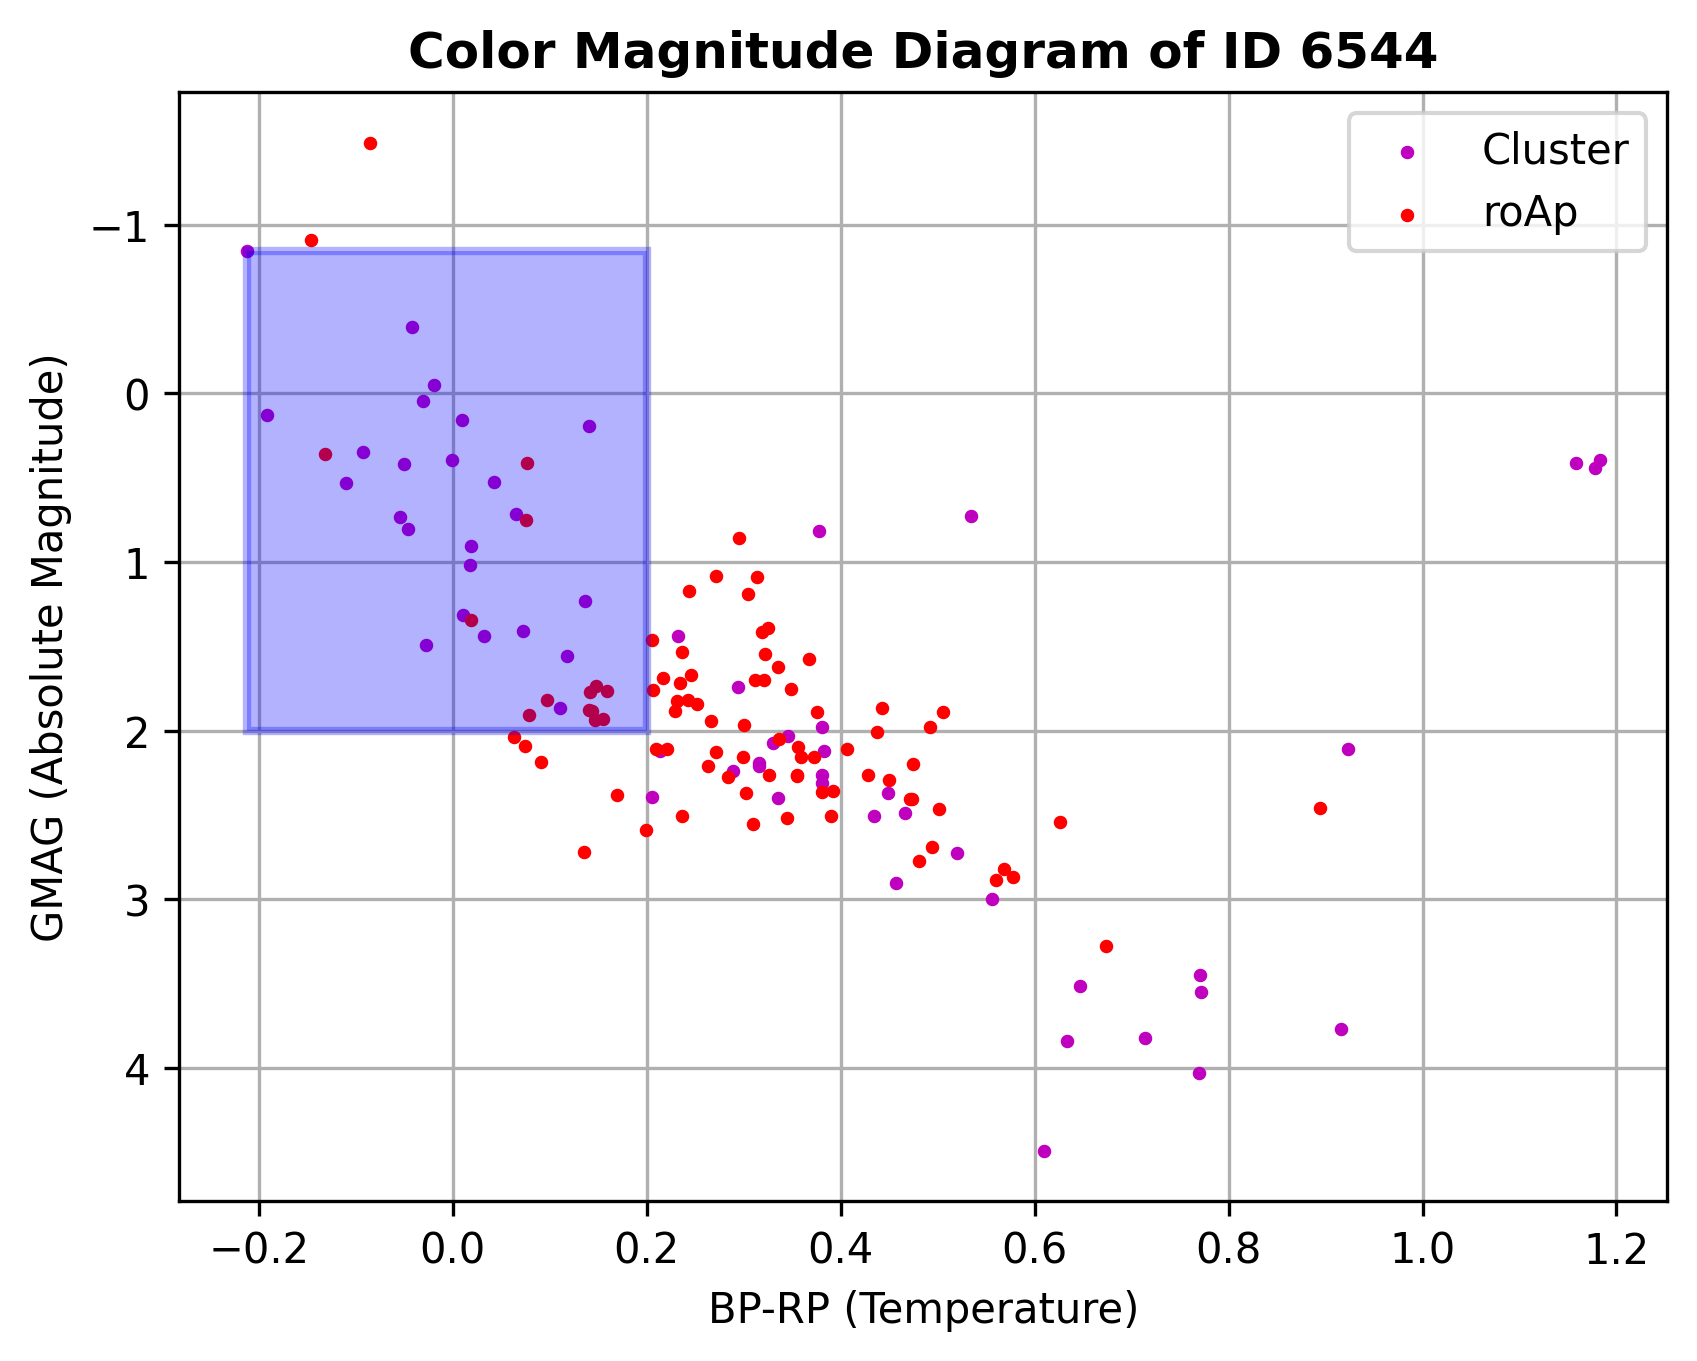 Color Magnitude Diagram of ID 6544
Cluster
roAp
GMAG (Absolute Magnitude)
−1
0
1
2
3
4
−0.2 0.0 0.2 0.4 0.6 0.8 1.0 1.2
BP-RP (Temperature)